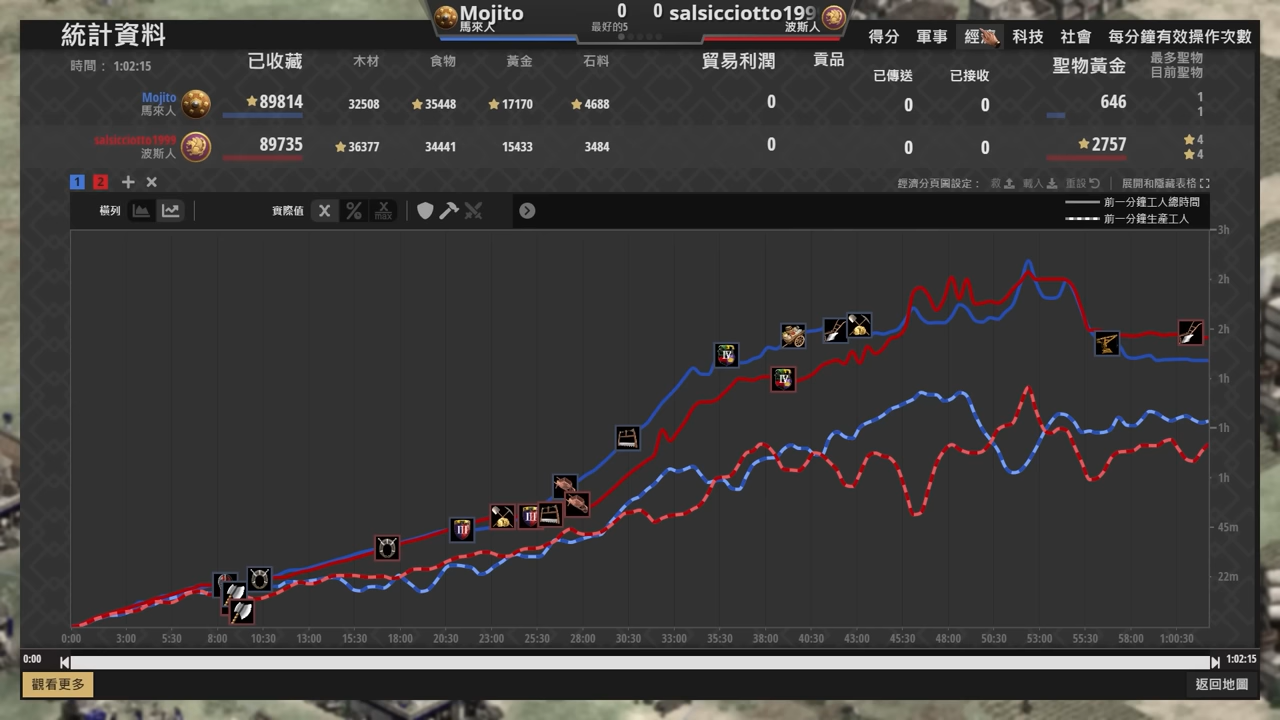 Mojito
馬來人
0
最好的5
0
salsicciotto199
波斯人
統計資料
得分 軍事 科技 社會 每分鐘有效操作次數
時間： 1:02:15
已收藏 木材 食物 黃金 石料 貿易利潤 貢品 已傳送 已接收 聖物黃金 最多聖物
目前聖物
Mojito
馬來人
89814 32508 35448 17170 4688 0 0 0 646 1
1
salsicciotto1999
波斯人
89735 36377 34441 15433 3484 0 0 0 2757 4
4
1 2
經濟分頁圖設定： 載入 重設 展開和隱藏表格
橫列 實際值 X % X max
前一分鐘工人總時間
前一分鐘生產工人
3h
2h
2h
1h
1h
1h
45m
22m
III III IV IV
0:00 3:00 5:30 8:00 10:30 13:00 15:30 18:00 20:30 23:00 25:30 28:00 30:30 33:00 35:30 38:00 40:30 43:00 45:30 48:00 50:30 53:00 55:30 58:00 1:00:30
0:00 1:02:15
觀看更多 返回地圖